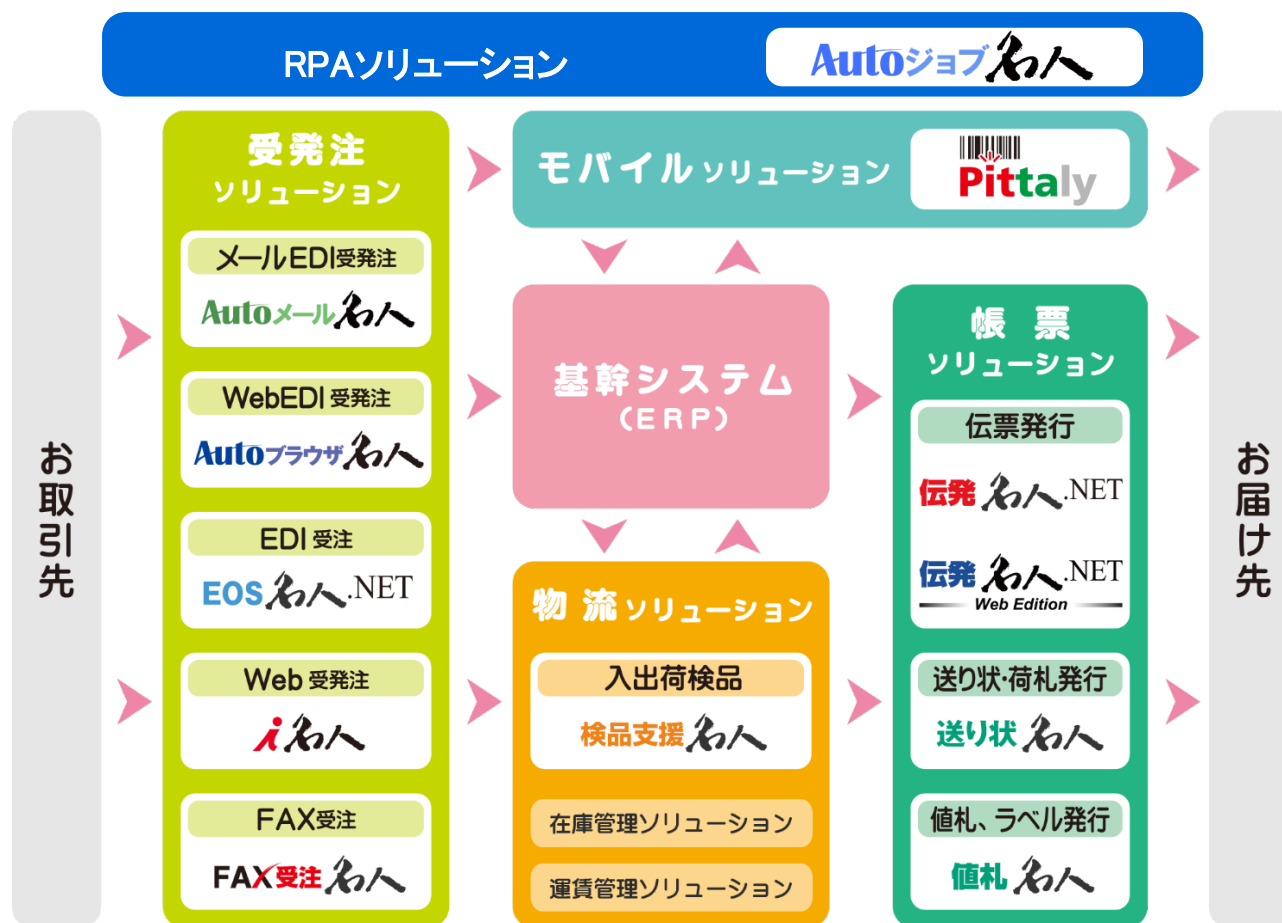 RPAソリューション
Autoジョブ名人
お取引先
受発注
ソリューション
メールEDI受発注
Autoメール名人
WebEDI 受発注
Autoブラウザ名人
EDI 受注
EOS名人.NET
Web 受発注
i名人
FAX受注
FAX受注名人
モバイル ソリューション
Pittaly
基幹システム
(ERP)
物流 ソリューション
入出荷検品
検品支援名人
在庫管理ソリューション
運賃管理ソリューション
帳票
ソリューション
伝票発行
伝発名人.NET
伝発名人.NET
Web Edition
送り状・荷札発行
送り状名人
値札、ラベル発行
値札名人
お届け先